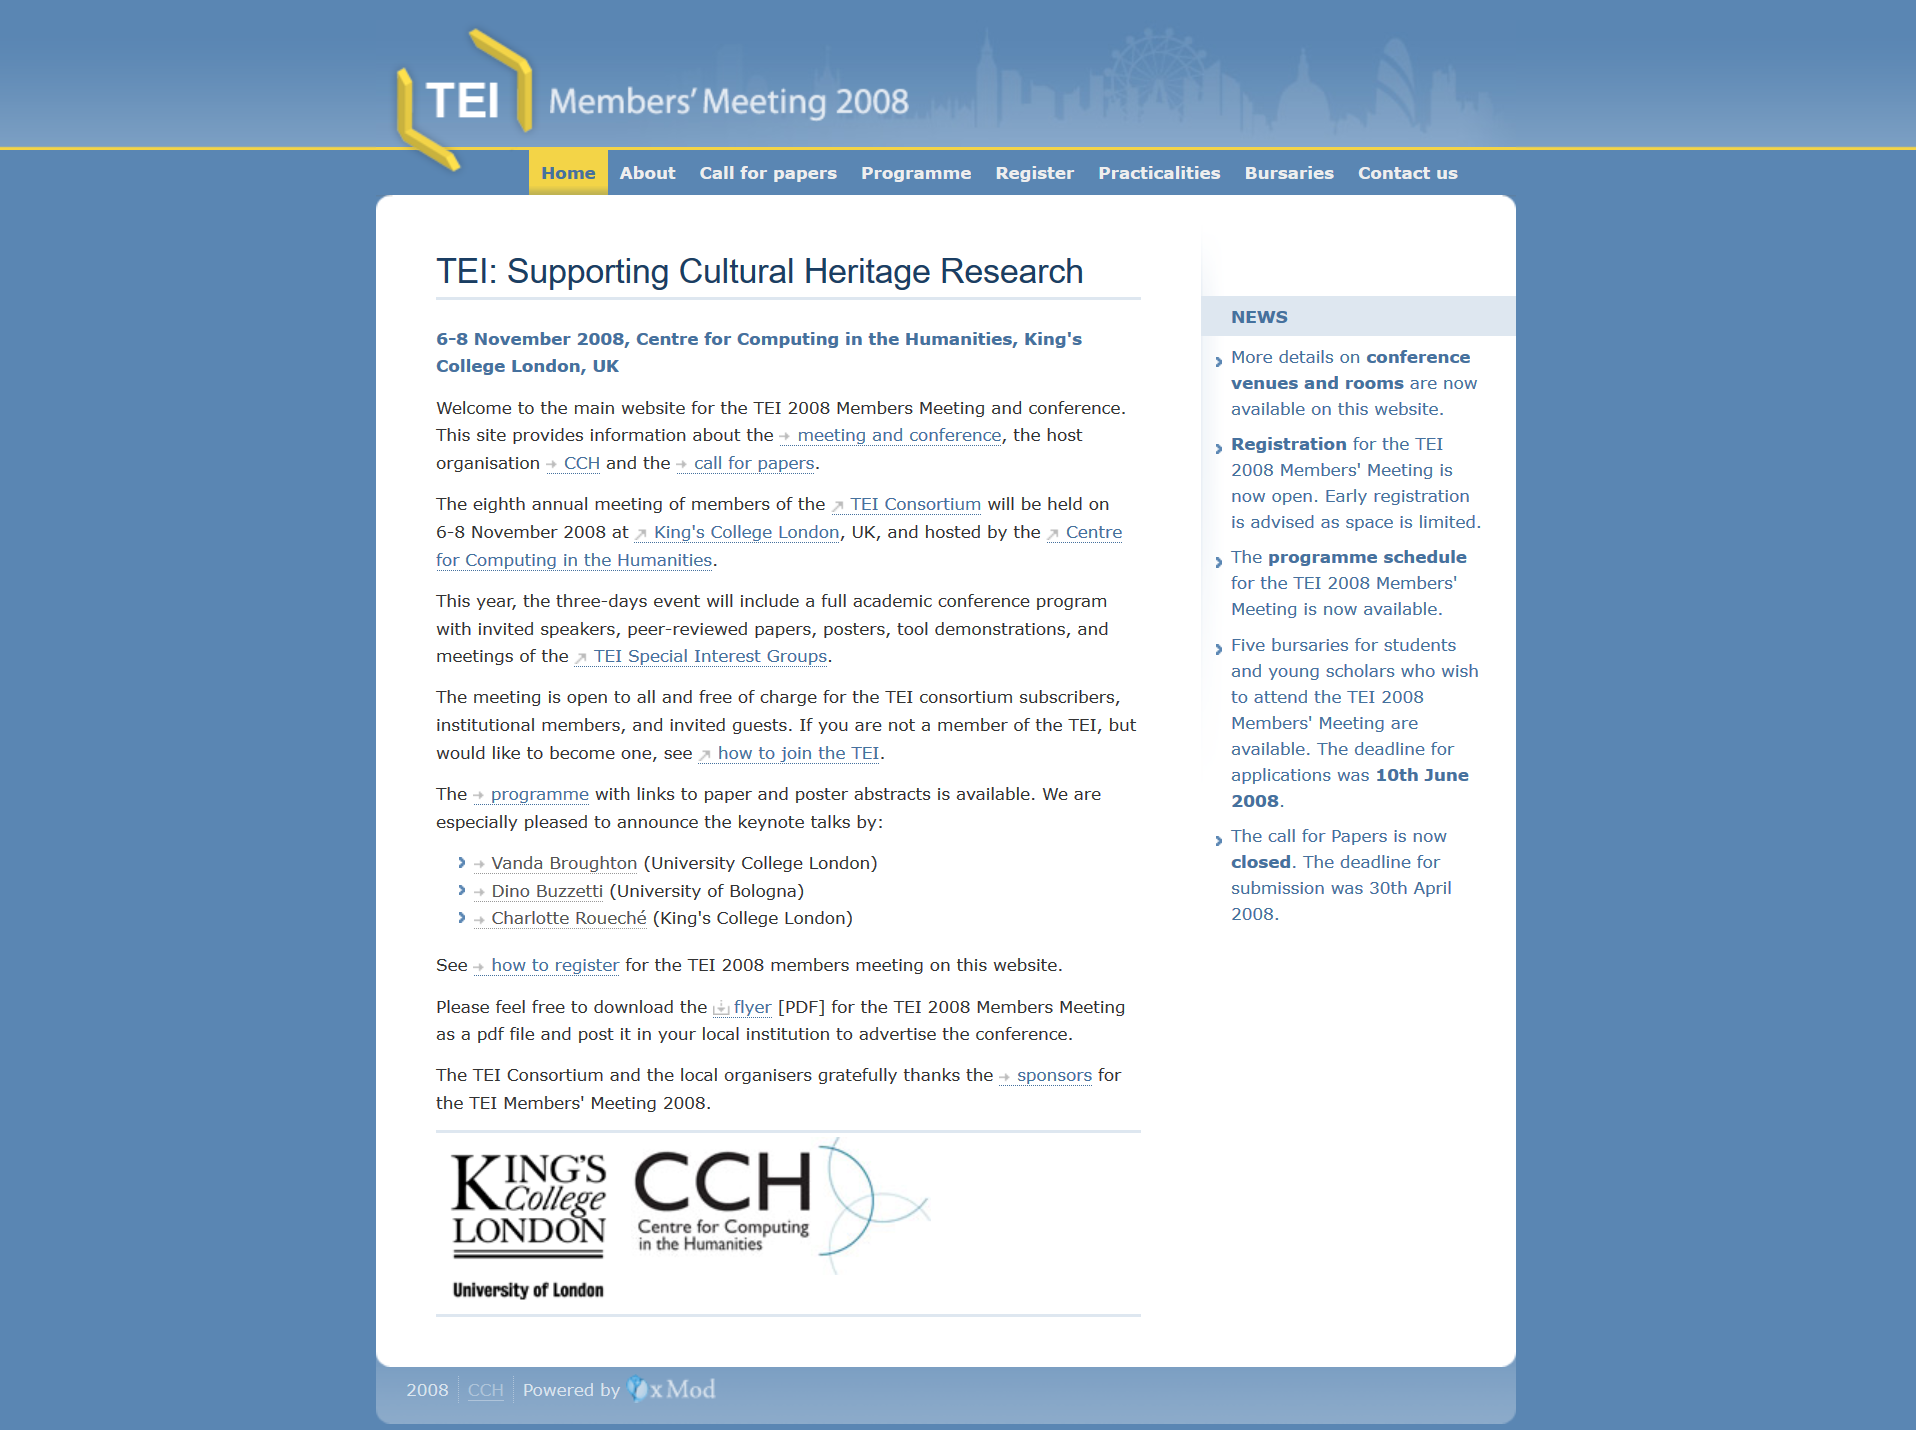 TEI Members' Meeting 2008
Home About Call for papers Programme Register Practicalities Bursaries Contact us
TEI: Supporting Cultural Heritage Research
6-8 November 2008, Centre for Computing in the Humanities, King's
College London, UK
Welcome to the main website for the TEI 2008 Members Meeting and conference.
This site provides information about the meeting and conference, the host
organisation CCH and the call for papers.
The eighth annual meeting of members of the TEI Consortium will be held on
6-8 November 2008 at King's College London, UK, and hosted by the Centre
for Computing in the Humanities.
This year, the three-days event will include a full academic conference program
with invited speakers, peer-reviewed papers, posters, tool demonstrations, and
meetings of the TEI Special Interest Groups.
The meeting is open to all and free of charge for the TEI consortium subscribers,
institutional members, and invited guests. If you are not a member of the TEI, but
would like to become one, see how to join the TEI.
The programme with links to paper and poster abstracts is available. We are
especially pleased to announce the keynote talks by:
Vanda Broughton (University College London)
Dino Buzzetti (University of Bologna)
Charlotte Roueché (King's College London)
See how to register for the TEI 2008 members meeting on this website.
Please feel free to download the flyer [PDF] for the TEI 2008 Members Meeting
as a pdf file and post it in your local institution to advertise the conference.
The TEI Consortium and the local organisers gratefully thanks the sponsors for
the TEI Members' Meeting 2008.
KING'S
College
LONDON
University of London
CCH
Centre for Computing
in the Humanities
NEWS
More details on conference
venues and rooms are now
available on this website.
Registration for the TEI
2008 Members' Meeting is
now open. Early registration
is advised as space is limited.
The programme schedule
for the TEI 2008 Members'
Meeting is now available.
Five bursaries for students
and young scholars who wish
to attend the TEI 2008
Members' Meeting are
available. The deadline for
applications was 10th June
2008.
The call for Papers is now
closed. The deadline for
submission was 30th April
2008.
2008 CCH Powered by xMod